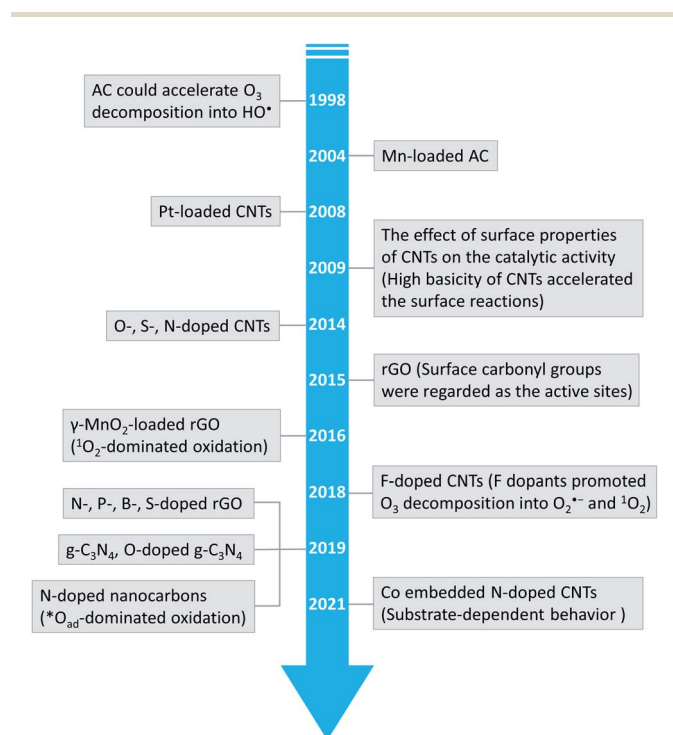 AC could accelerate O₃
decomposition into HO•
1998
2004
Mn-loaded AC
Pt-loaded CNTs
2008
The effect of surface properties
of CNTs on the catalytic activity
(High basicity of CNTs accelerated
the surface reactions)
2009
O-, S-, N-doped CNTs
2014
rGO (Surface carbonyl groups
were regarded as the active sites)
2015
γ-MnO₂-loaded rGO
(¹O₂-dominated oxidation)
2016
F-doped CNTs (F dopants promoted
O₃ decomposition into O₂•⁻ and ¹O₂)
2018
N-, P-, B-, S-doped rGO
g-C₃N₄, O-doped g-C₃N₄
2019
N-doped nanocarbons
(*Oad-dominated oxidation)
2021
Co embedded N-doped CNTs
(Substrate-dependent behavior )